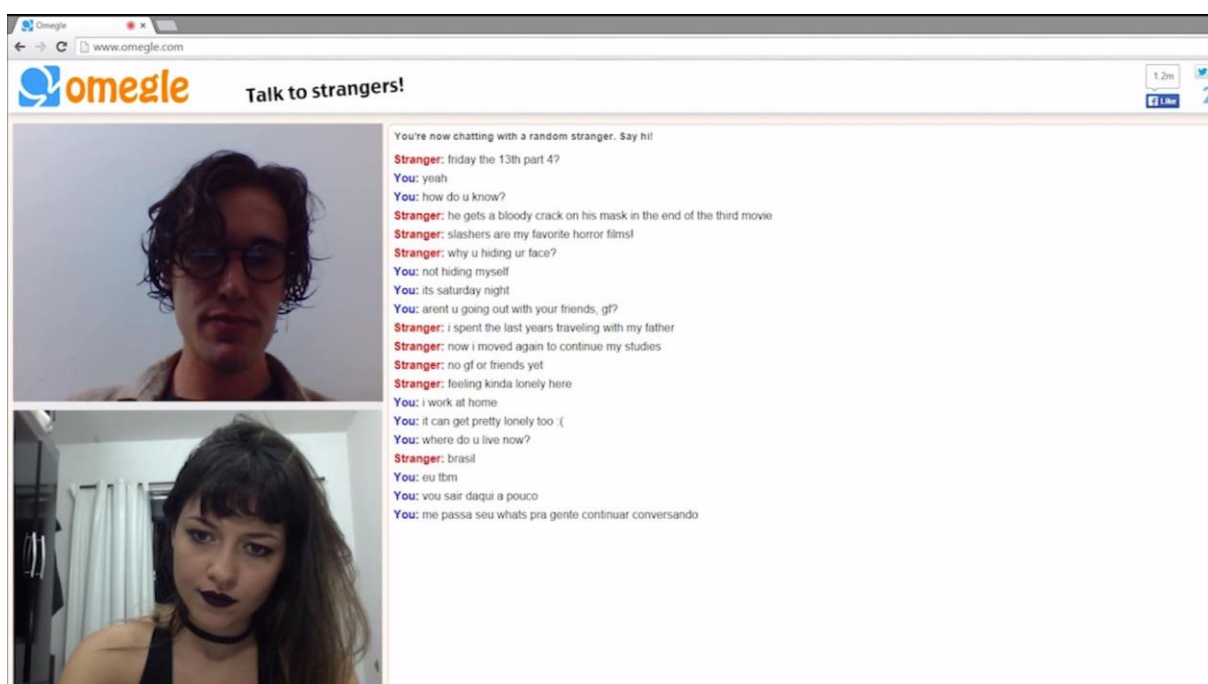 Omegle
www.omegle.com
omegle
Talk to strangers!
1.2m
Like
You're now chatting with a random stranger. Say hi!
Stranger: friday the 13th part 4?
You: yeah
You: how do u know?
Stranger: he gets a bloody crack on his mask in the end of the third movie
Stranger: slashers are my favorite horror films!
Stranger: why u hiding ur face?
You: not hiding myself
You: its saturday night
You: arent u going out with your friends, gf?
Stranger: i spent the last years traveling with my father
Stranger: now i moved again to continue my studies
Stranger: no gf or friends yet
Stranger: feeling kinda lonely here
You: i work at home
You: it can get pretty lonely too :(
You: where do u live now?
Stranger: brasil
You: eu tbm
You: vou sair daqui a pouco
You: me passa seu whats pra gente continuar conversando